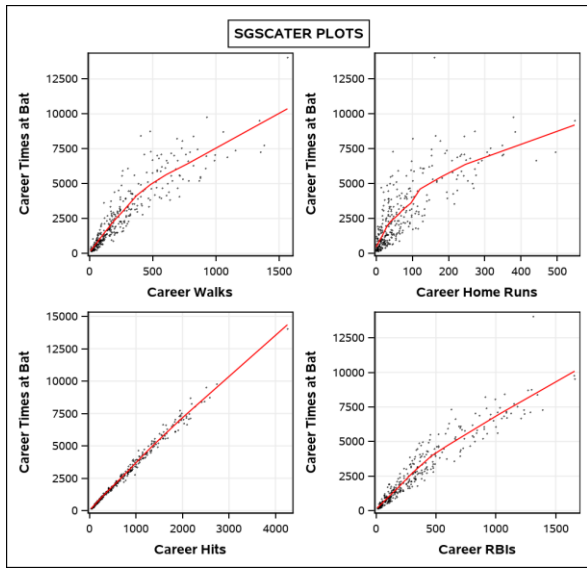 SGSCATER PLOTS
Career Times at Bat
12500
10000
7500
5000
2500
0
0 500 1000 1500
Career Walks
Career Times at Bat
12500
10000
7500
5000
2500
0
0 100 200 300 400 500
Career Home Runs
Career Times at Bat
15000
12500
10000
7500
5000
2500
0
0 1000 2000 3000 4000
Career Hits
Career Times at Bat
12500
10000
7500
5000
2500
0
0 500 1000 1500
Career RBIs